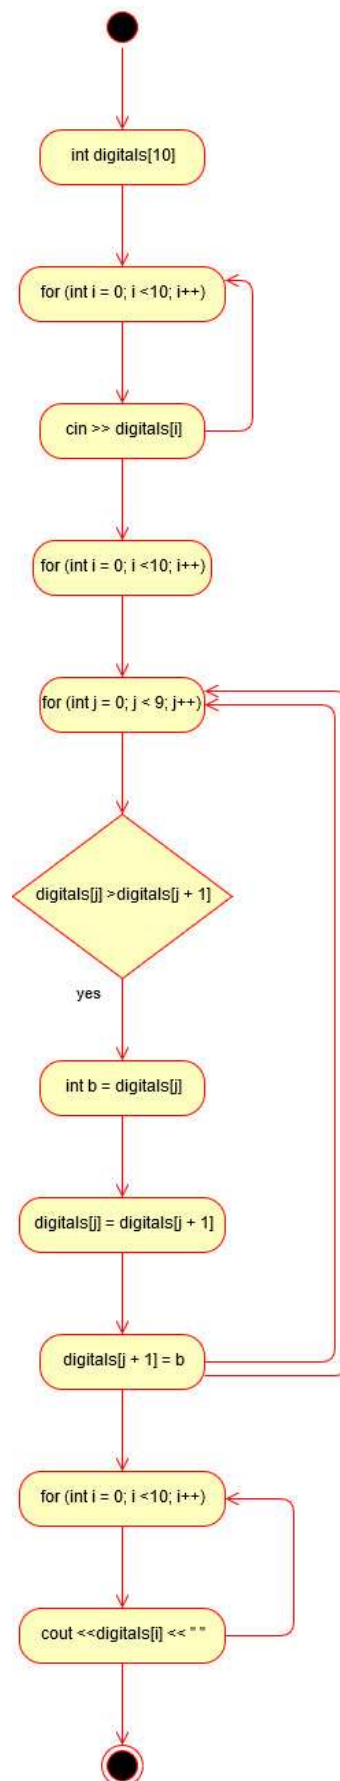 int digitals[10]
for (int i = 0; i <10; i++)
cin >> digitals[i]
for (int i = 0; i <10; i++)
for (int j = 0; j < 9; j++)
digitals[j] >digitals[j + 1]
yes
int b = digitals[j]
digitals[j] = digitals[j + 1]
digitals[j + 1] = b
for (int i = 0; i <10; i++)
cout <<digitals[i] << " "